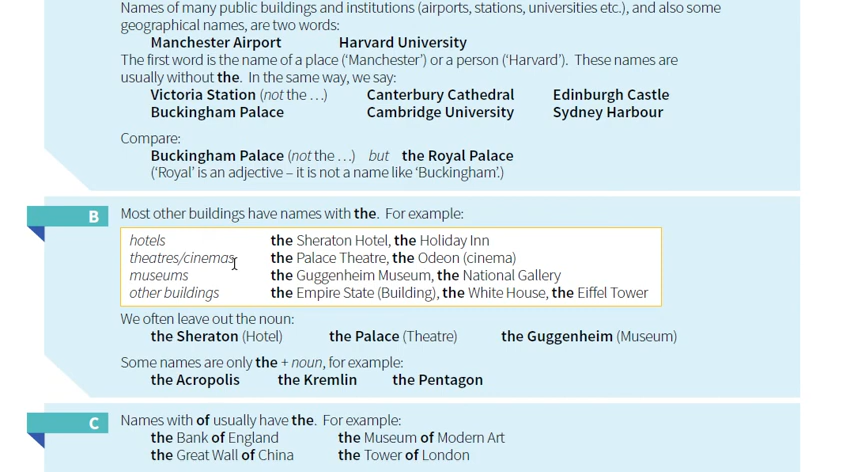 Names of many public buildings and institutions (airports, stations, universities etc.), and also some
geographical names, are two words:
Manchester Airport Harvard University
The first word is the name of a place (‘Manchester’) or a person (‘Harvard’). These names are
usually without the. In the same way, we say:
Victoria Station (not the …) Canterbury Cathedral Edinburgh Castle
Buckingham Palace Cambridge University Sydney Harbour
Compare:
Buckingham Palace (not the …) but the Royal Palace
(‘Royal’ is an adjective – it is not a name like ‘Buckingham’.)
B Most other buildings have names with the. For example:
hotels the Sheraton Hotel, the Holiday Inn
theatres/cinemas the Palace Theatre, the Odeon (cinema)
museums the Guggenheim Museum, the National Gallery
other buildings the Empire State (Building), the White House, the Eiffel Tower
We often leave out the noun:
the Sheraton (Hotel) the Palace (Theatre) the Guggenheim (Museum)
Some names are only the + noun, for example:
the Acropolis the Kremlin the Pentagon
C Names with of usually have the. For example:
the Bank of England the Museum of Modern Art
the Great Wall of China the Tower of London